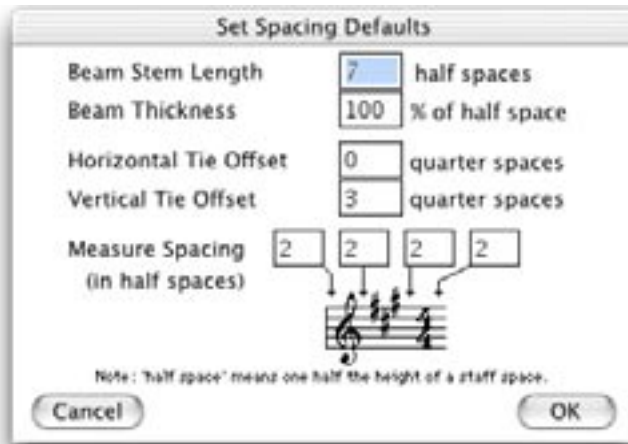 Set Spacing Defaults
Beam Stem Length 7 half spaces
Beam Thickness 100 % of half space
Horizontal Tie Offset 0 quarter spaces
Vertical Tie Offset 3 quarter spaces
Measure Spacing 2 2 2 2
(in half spaces)
Note: "half space" means one half the height of a staff space.
Cancel OK